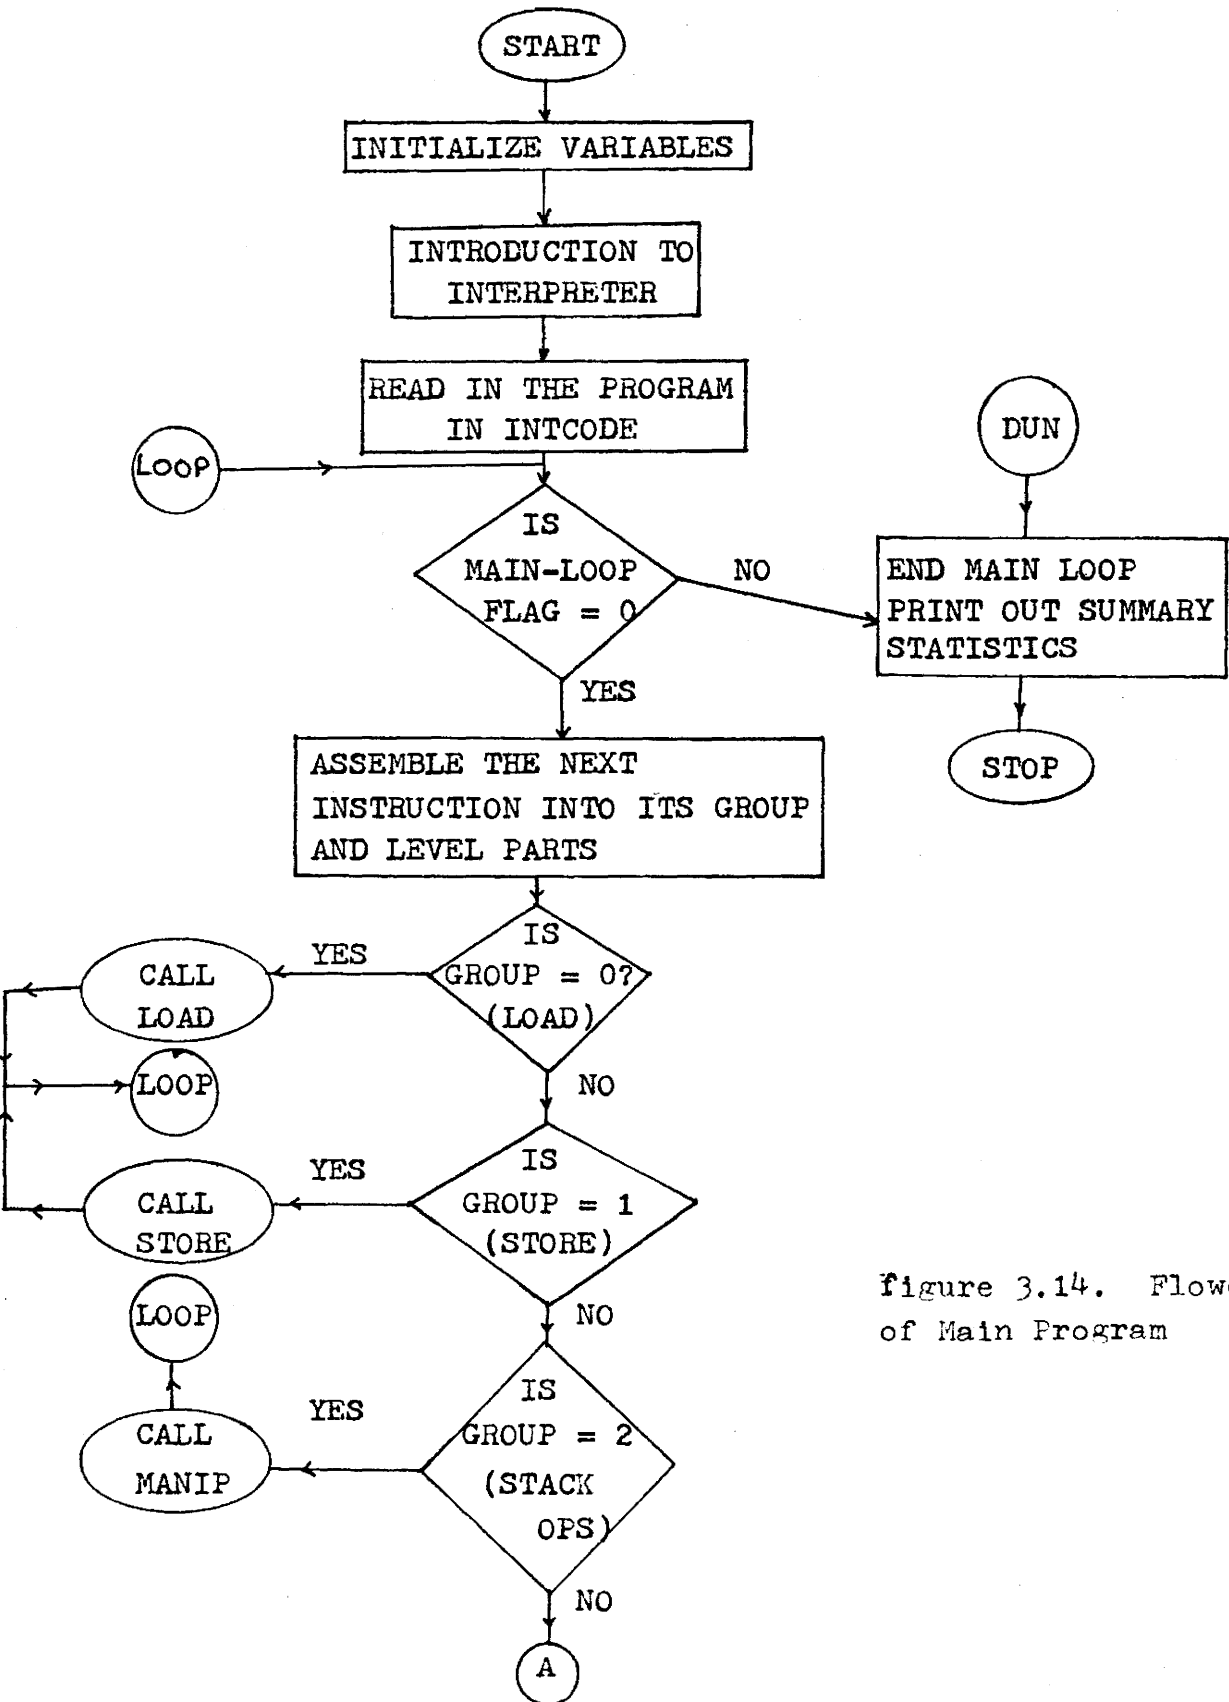 START
INITIALIZE VARIABLES
INTRODUCTION TO
INTERPRETER
READ IN THE PROGRAM
IN INTCODE
LOOP
DUN
IS
MAIN-LOOP
FLAG = 0
NO
END MAIN LOOP
PRINT OUT SUMMARY
STATISTICS
YES
STOP
ASSEMBLE THE NEXT
INSTRUCTION INTO ITS GROUP
AND LEVEL PARTS
IS
GROUP = 0?
(LOAD)
YES
CALL
LOAD
LOOP
NO
IS
GROUP = 1
(STORE)
YES
CALL
STORE
LOOP
NO
figure 3.14. Flow
of Main Program
IS
GROUP = 2
(STACK
OPS)
YES
CALL
MANIP
NO
A